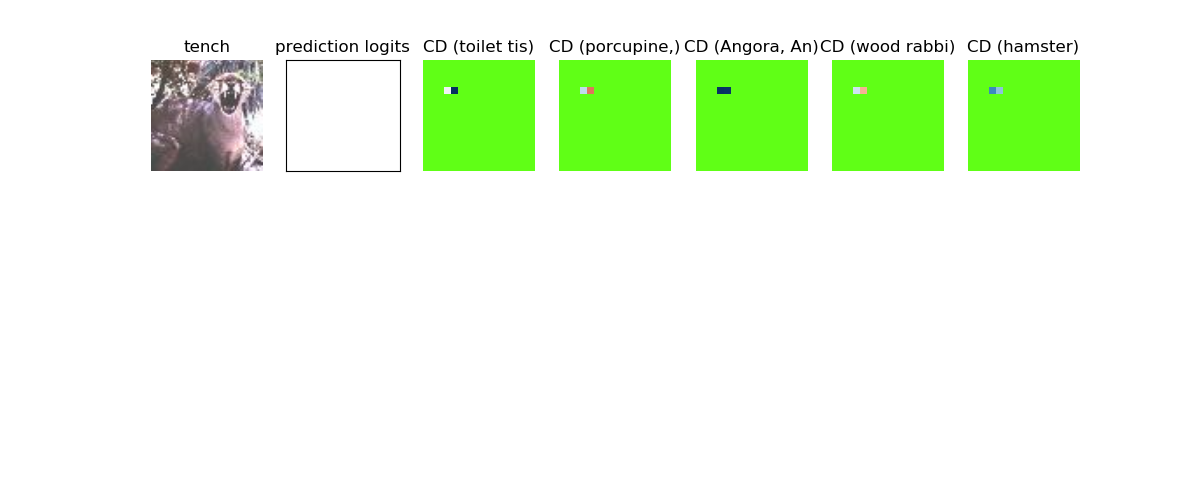 tench prediction logits CD (toilet tis) CD (porcupine,) CD (Angora, An) CD (wood rabbi) CD (hamster)